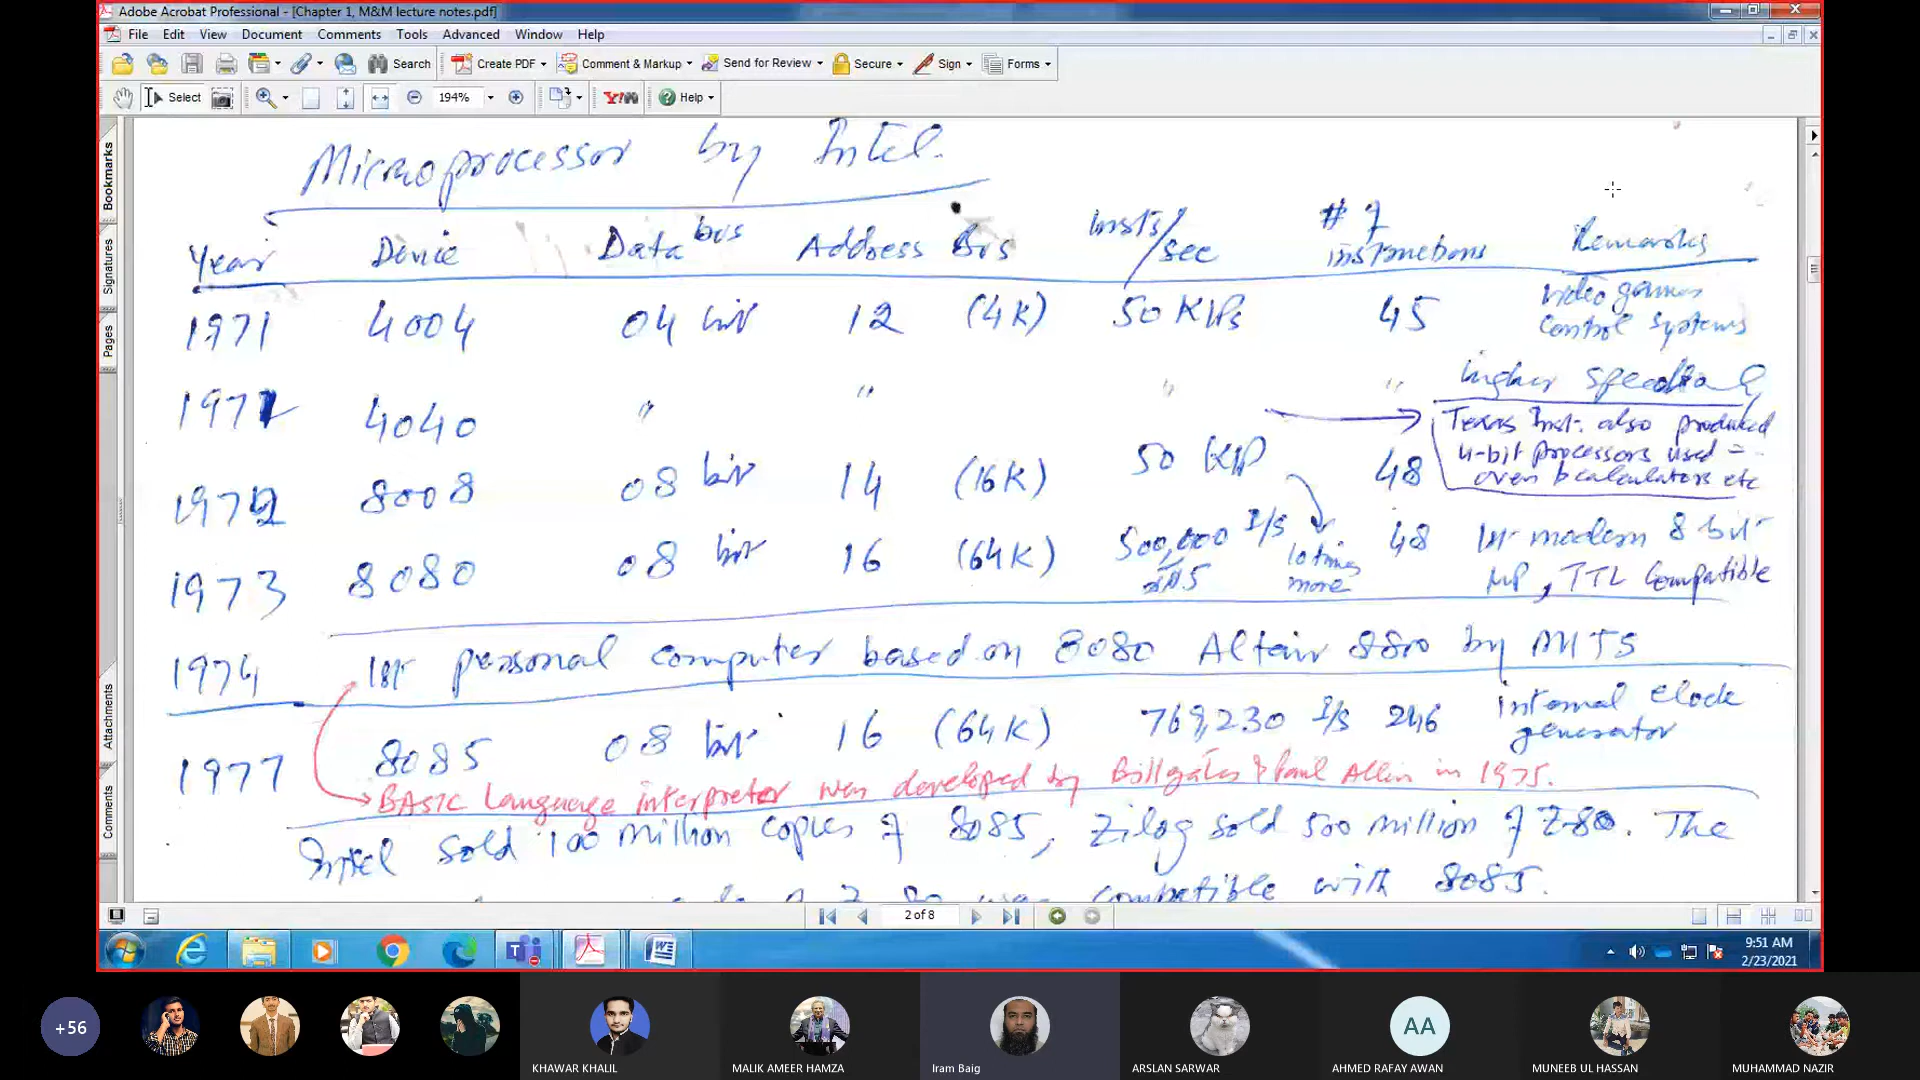 Adobe Acrobat Professional - [Chapter 1, M&M lecture notes.pdf]
File Edit View Document Comments Tools Advanced Window Help
Search Create PDF Comment & Markup Send for Review Secure Sign Forms
Select 194% Y! Help
Bookmarks
Signatures
Pages
Attachments
Comments
Microprocessor by Intel.
Year Device Data bus Address Bus Insts/sec # of instructions Remarks
1971 4004 04 bit 12 (4K) 50 KIPs 45 video games
control systems
1971 4040 " " " " higher speed
Texas Inst. also produced
4-bit processors used
oven calculators etc
1972 8008 08 bit 14 (16K) 50 KIP 48
1973 8080 08 bit 16 (64K) 500,000 I/s 10 times more 48 1st modern 8 bit
MP, TTL Compatible
1974 1st personal computer based on 8080 Altair 8800 by MITS
1977 8085 08 bit 16 (64K) 769,230 I/s 246 internal clock
generator
BASIC Language interpreter was developed by Billgates & Paul Allin in 1975.
Intel sold 100 million copies of 8085, Zilog sold 500 million of Z-80. The
compatible with 8085.
2 of 8
9:51 AM
2/23/2021
+56
KHAWAR KHALIL
MALIK AMEER HAMZA
Iram Baig
ARSLAN SARWAR
AA
AHMED RAFAY AWAN
MUNEEB UL HASSAN
MUHAMMAD NAZIR